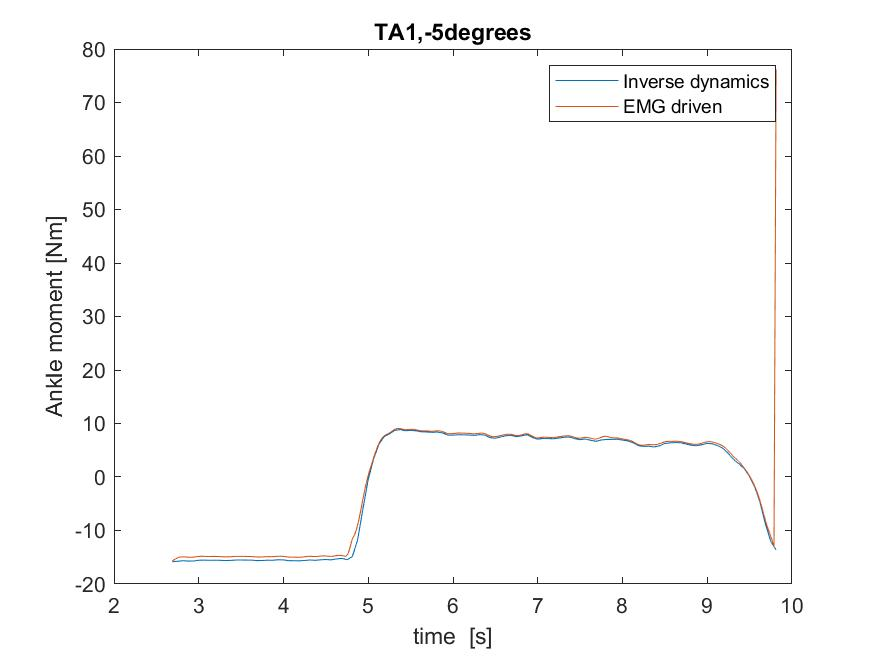 TA1,-5degrees
80
70
60
50
40
30
20
10
0
-10
-20
Ankle moment [Nm]
Inverse dynamics
EMG driven
2 3 4 5 6 7 8 9 10
time [s]